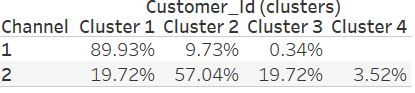 Customer_Id (clusters)
Channel Cluster 1 Cluster 2 Cluster 3 Cluster 4
1 89.93% 9.73% 0.34%
2 19.72% 57.04% 19.72% 3.52%